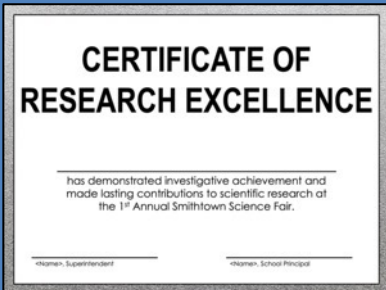 CERTIFICATE OF
RESEARCH EXCELLENCE
has demonstrated investigative achievement and
made lasting contributions to scientific research at
the 1st Annual Smithtown Science Fair.
<Name>, Superintendent
<Name>, School Principal